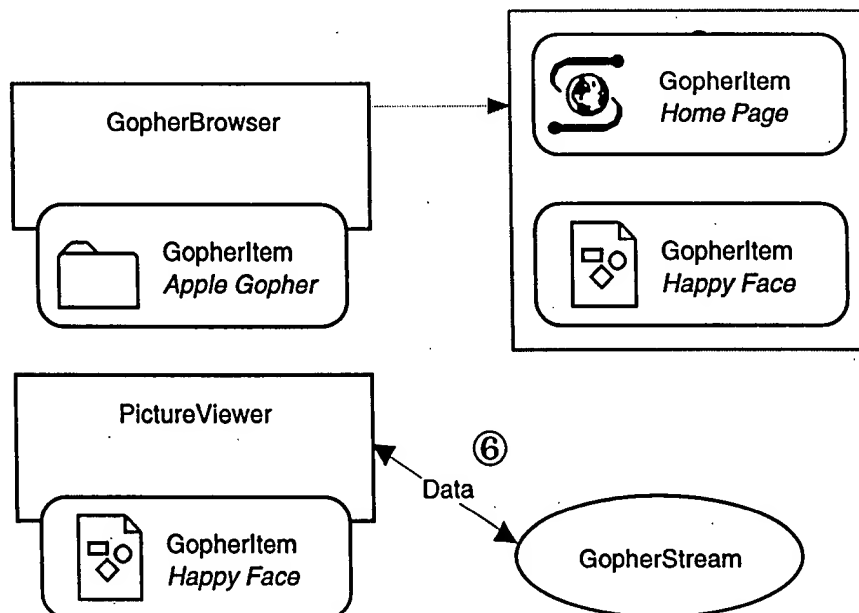 GopherBrowser
GopherItem
Apple Gopher
GopherItem
Home Page
GopherItem
Happy Face
PictureViewer
GopherItem
Happy Face
⑥
Data
GopherStream